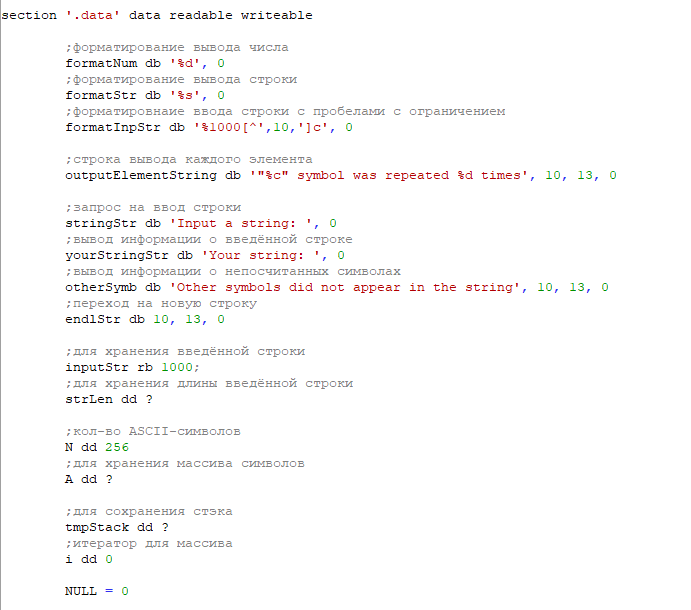 section '.data' data readable writeable
;форматирование вывода числа
formatNum db '%d', 0
;форматирование вывода строки
formatStr db '%s', 0
;форматировнаие ввода строки с пробелами с ограничением
formatInpStr db '%1000[^',10,']c', 0
;строка вывода каждого элемента
outputElementString db '"%c" symbol was repeated %d times', 10, 13, 0
;запрос на ввод строки
stringStr db 'Input a string: ', 0
;вывод информации о введённой строке
yourStringStr db 'Your string: ', 0
;вывод информации о непосчитанных символах
otherSymb db 'Other symbols did not appear in the string', 10, 13, 0
;переход на новую строку
endlStr db 10, 13, 0
;для хранения введённой строки
inputStr rb 1000;
;для хранения длины введённой строки
strLen dd ?
;кол-во ASCII-символов
N dd 256
;для хранения массива символов
A dd ?
;для сохранения стэка
tmpStack dd ?
;итератор для массива
i dd 0
NULL = 0